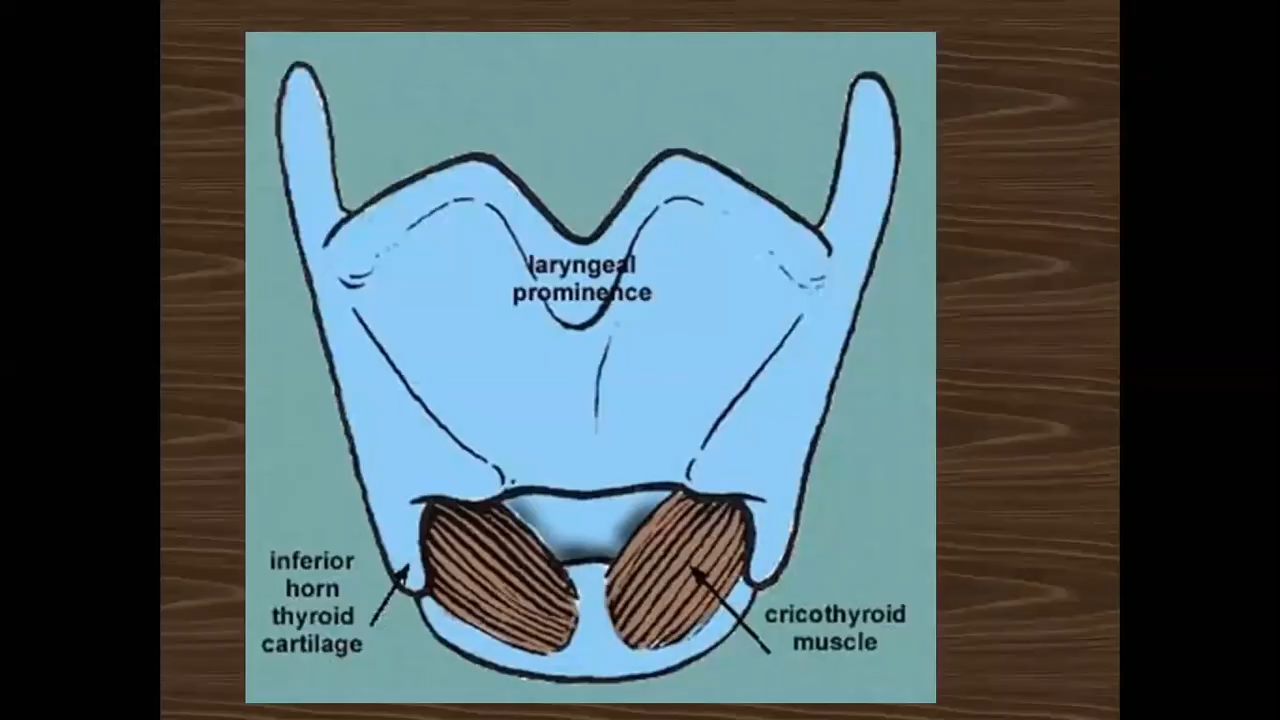 laryngeal
prominence
inferior
horn
thyroid
cartilage
cricothyroid
muscle